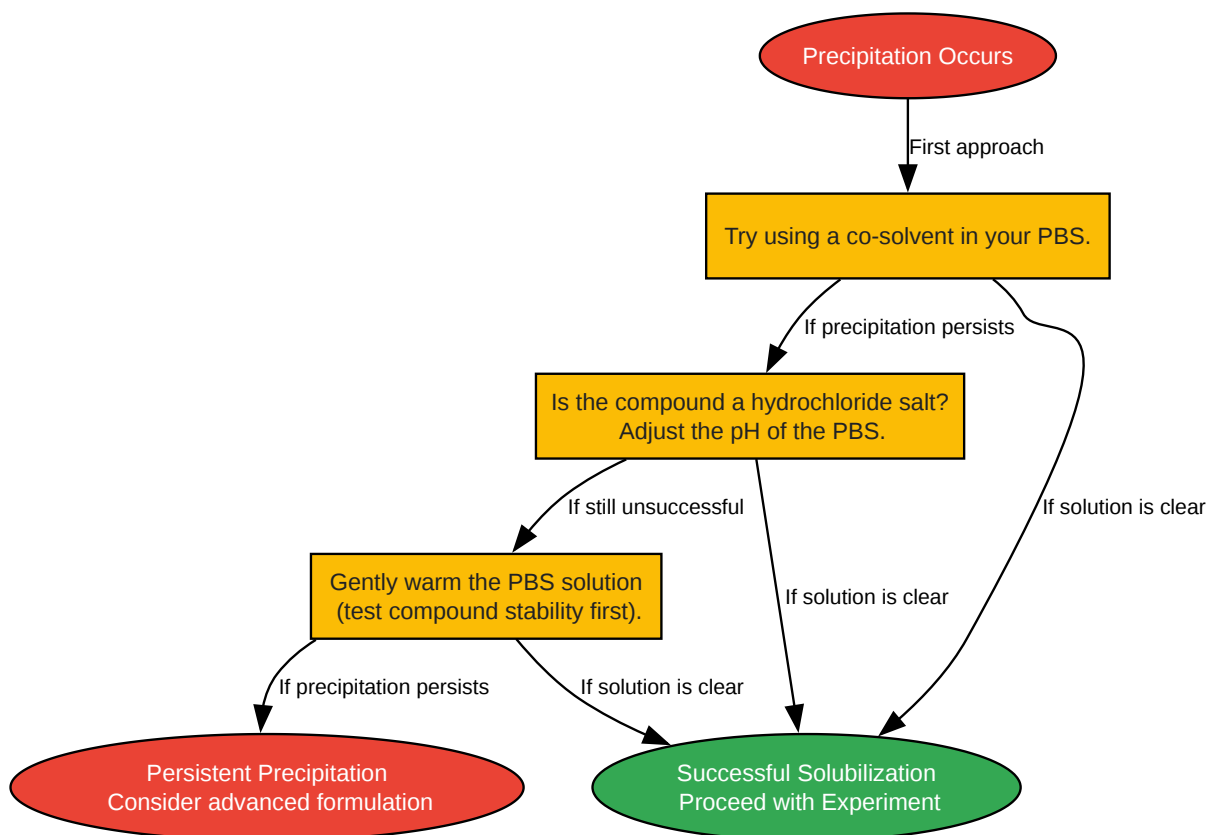 Precipitation Occurs
First approach
Try using a co-solvent in your PBS.
If precipitation persists
Is the compound a hydrochloride salt?
Adjust the pH of the PBS.
If still unsuccessful
If solution is clear
Gently warm the PBS solution
(test compound stability first).
If solution is clear
If precipitation persists
If solution is clear
Persistent Precipitation
Consider advanced formulation
Successful Solubilization
Proceed with Experiment